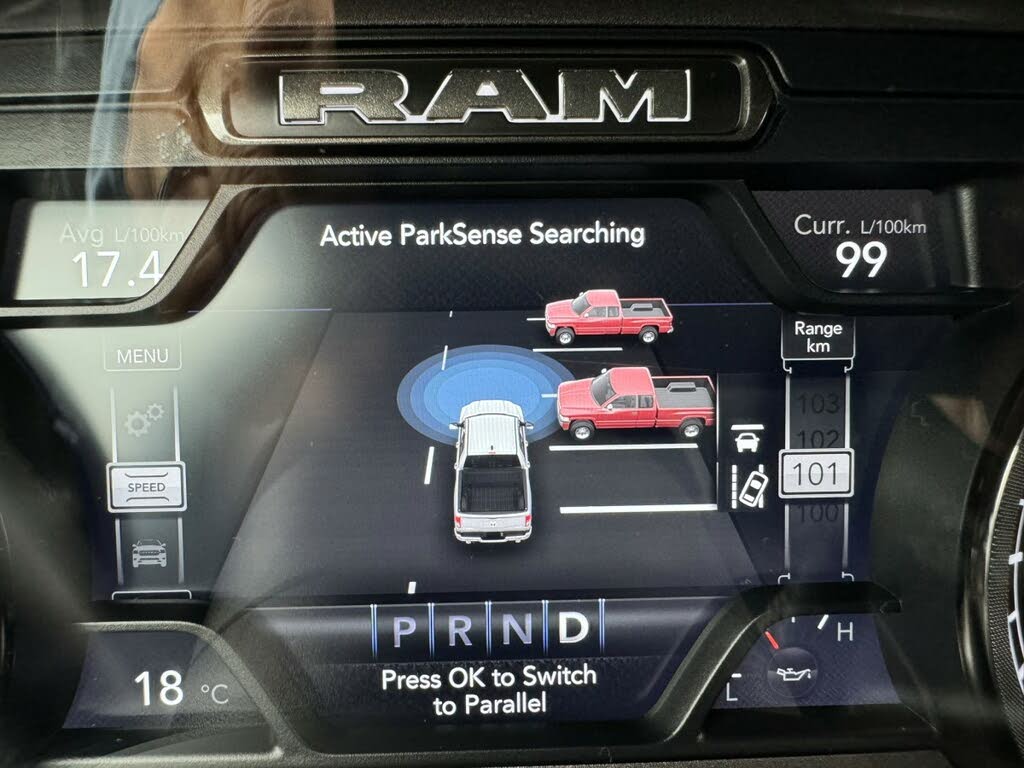 RAM
Avg L/100km
17.4
Active ParkSense Searching
Curr. L/100km
99
MENU
Range
km
103
102
SPEED
101
100
P R N D
H
Press OK to Switch
to Parallel
18 °C
L